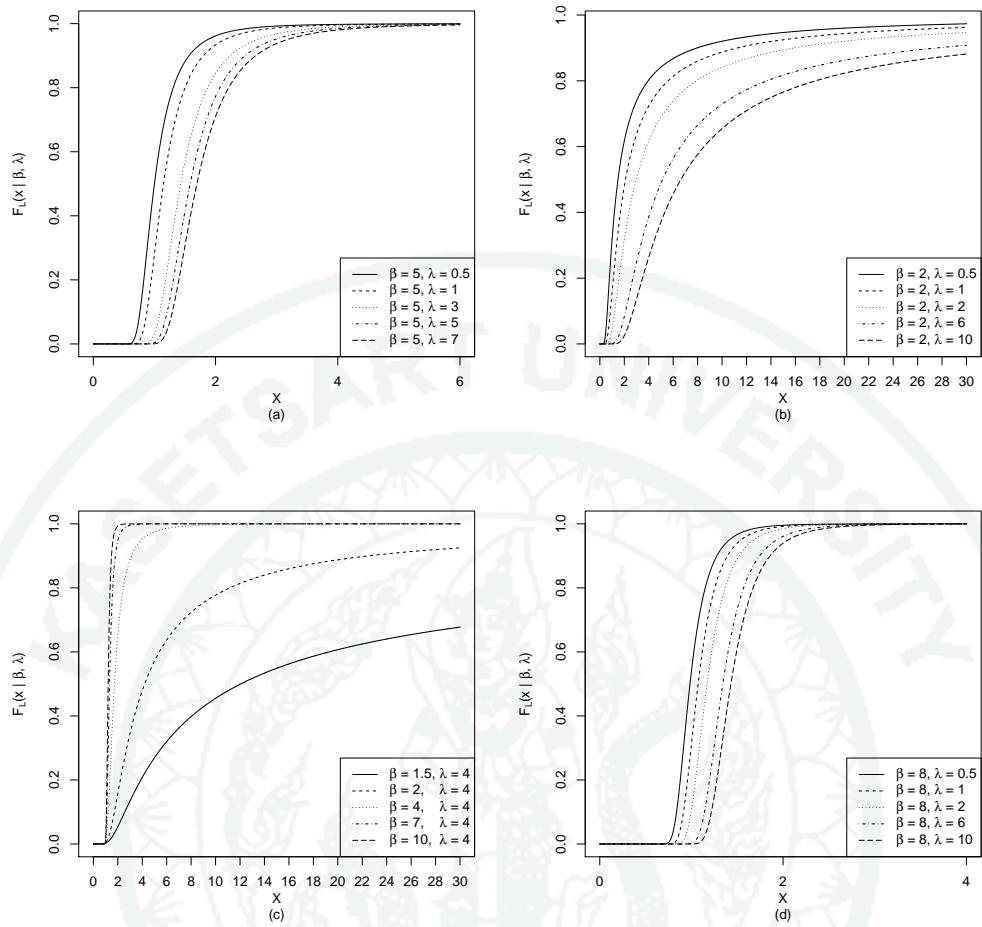 1.0
0.8
0.6
0.4
0.2
0.0
F_L(x | β, λ)
β = 5, λ = 0.5
β = 5, λ = 1
β = 5, λ = 3
β = 5, λ = 5
β = 5, λ = 7
0 2 4 6
X
(a)
1.0
0.8
0.6
0.4
0.2
0.0
F_L(x | β, λ)
β = 2, λ = 0.5
β = 2, λ = 1
β = 2, λ = 2
β = 2, λ = 6
β = 2, λ = 10
0 2 4 6 8 10 12 14 16 18 20 22 24 26 28 30
X
(b)
KASETSART UNIVERSITY
1.0
0.8
0.6
0.4
0.2
0.0
F_L(x | β, λ)
β = 1.5, λ = 4
β = 2, λ = 4
β = 4, λ = 4
β = 7, λ = 4
β = 10, λ = 4
0 2 4 6 8 10 12 14 16 18 20 22 24 26 28 30
X
(c)
1.0
0.8
0.6
0.4
0.2
0.0
F_L(x | β, λ)
β = 8, λ = 0.5
β = 8, λ = 1
β = 8, λ = 2
β = 8, λ = 6
β = 8, λ = 10
0 2 4
X
(d)